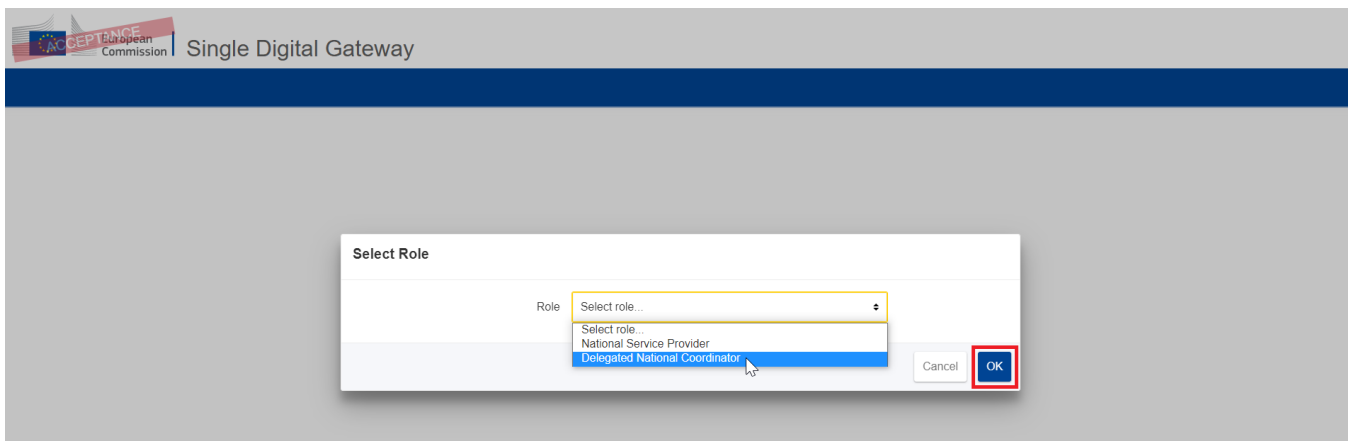 ACCEPTANCE
European
Commission
Single Digital Gateway
Select Role
Role
Select role...
Select role...
National Service Provider
Delegated National Coordinator
Cancel
OK